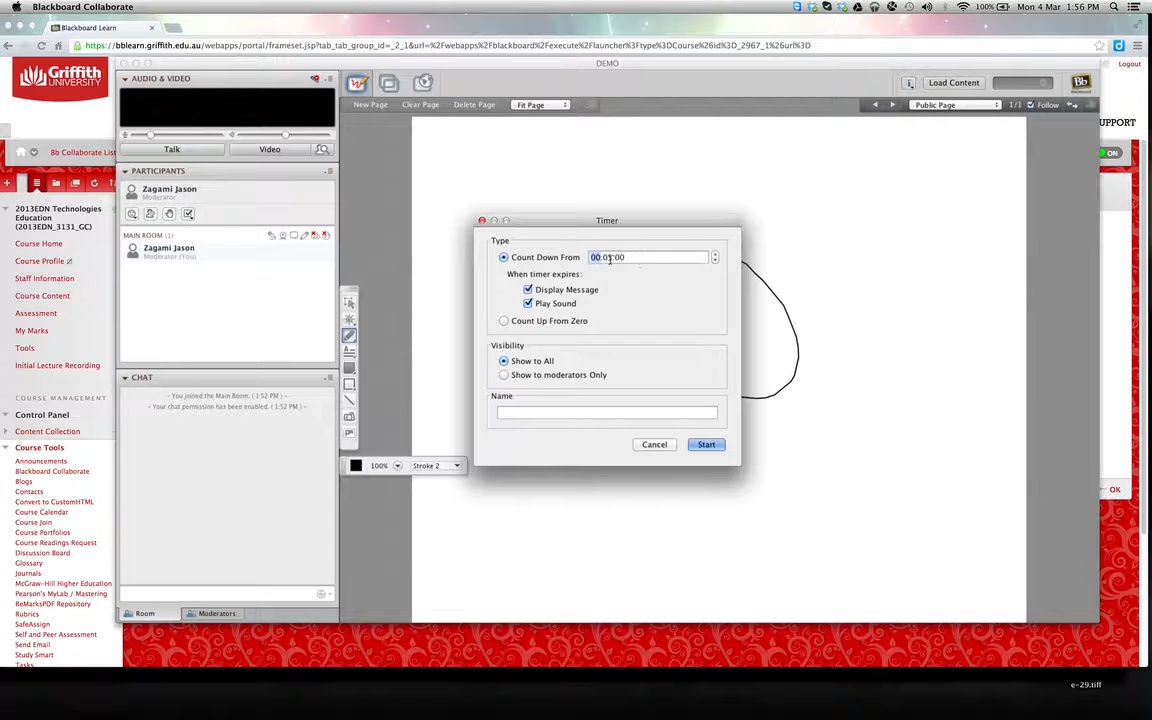 Blackboard Collaborate
100%
Mon 4 Mar 1:56 PM
Blackboard Learn
https://bblearn.griffith.edu.au/webapps/portal/frameset.jsp?tab_tab_group_id=_2_1&url=%2Fwebapps%2Fblackboard%2Fexecute%2Flauncher%3Ftype%3DCourse%26id%3D_2967_1%26url%3D
Griffith
UNIVERSITY
Logout
DEMO
AUDIO & VIDEO
Load Content
Bb
New Page
Clear Page
Delete Page
Fit Page
Public Page
1/1
Follow
UPPORT
Talk
Video
Bb Collaborate List
ON
PARTICIPANTS
Zagami Jason
Moderator
MAIN ROOM (1)
Zagami Jason
Moderator (You)
2013EDN Technologies
Education
(2013EDN_3131_GC)
Course Home
Course Profile
Staff Information
Course Content
Assessment
My Marks
Tools
Initial Lecture Recording
COURSE MANAGEMENT
Control Panel
Content Collection
Course Tools
Announcements
Blackboard Collaborate
Blogs
Contacts
Convert to CustomHTML
Course Calendar
Course Join
Course Portfolios
Course Readings Request
Discussion Board
Glossary
Journals
McGraw-Hill Higher Education
Pearson's MyLab / Mastering
ReMarksPDF Repository
Rubrics
SafeAssign
Self and Peer Assessment
Send Email
Study Smart
Tasks
CHAT
- You joined the Main Room. ( 1:52 PM ) -
- Your chat permission has been enabled. ( 1:52 PM ) -
Room
Moderators
100%
Stroke 2
Timer
Type
Count Down From
00:05:00
When timer expires:
Display Message
Play Sound
Count Up From Zero
Visibility
Show to All
Show to moderators Only
Name
Cancel
Start
OK
e-29.tiff